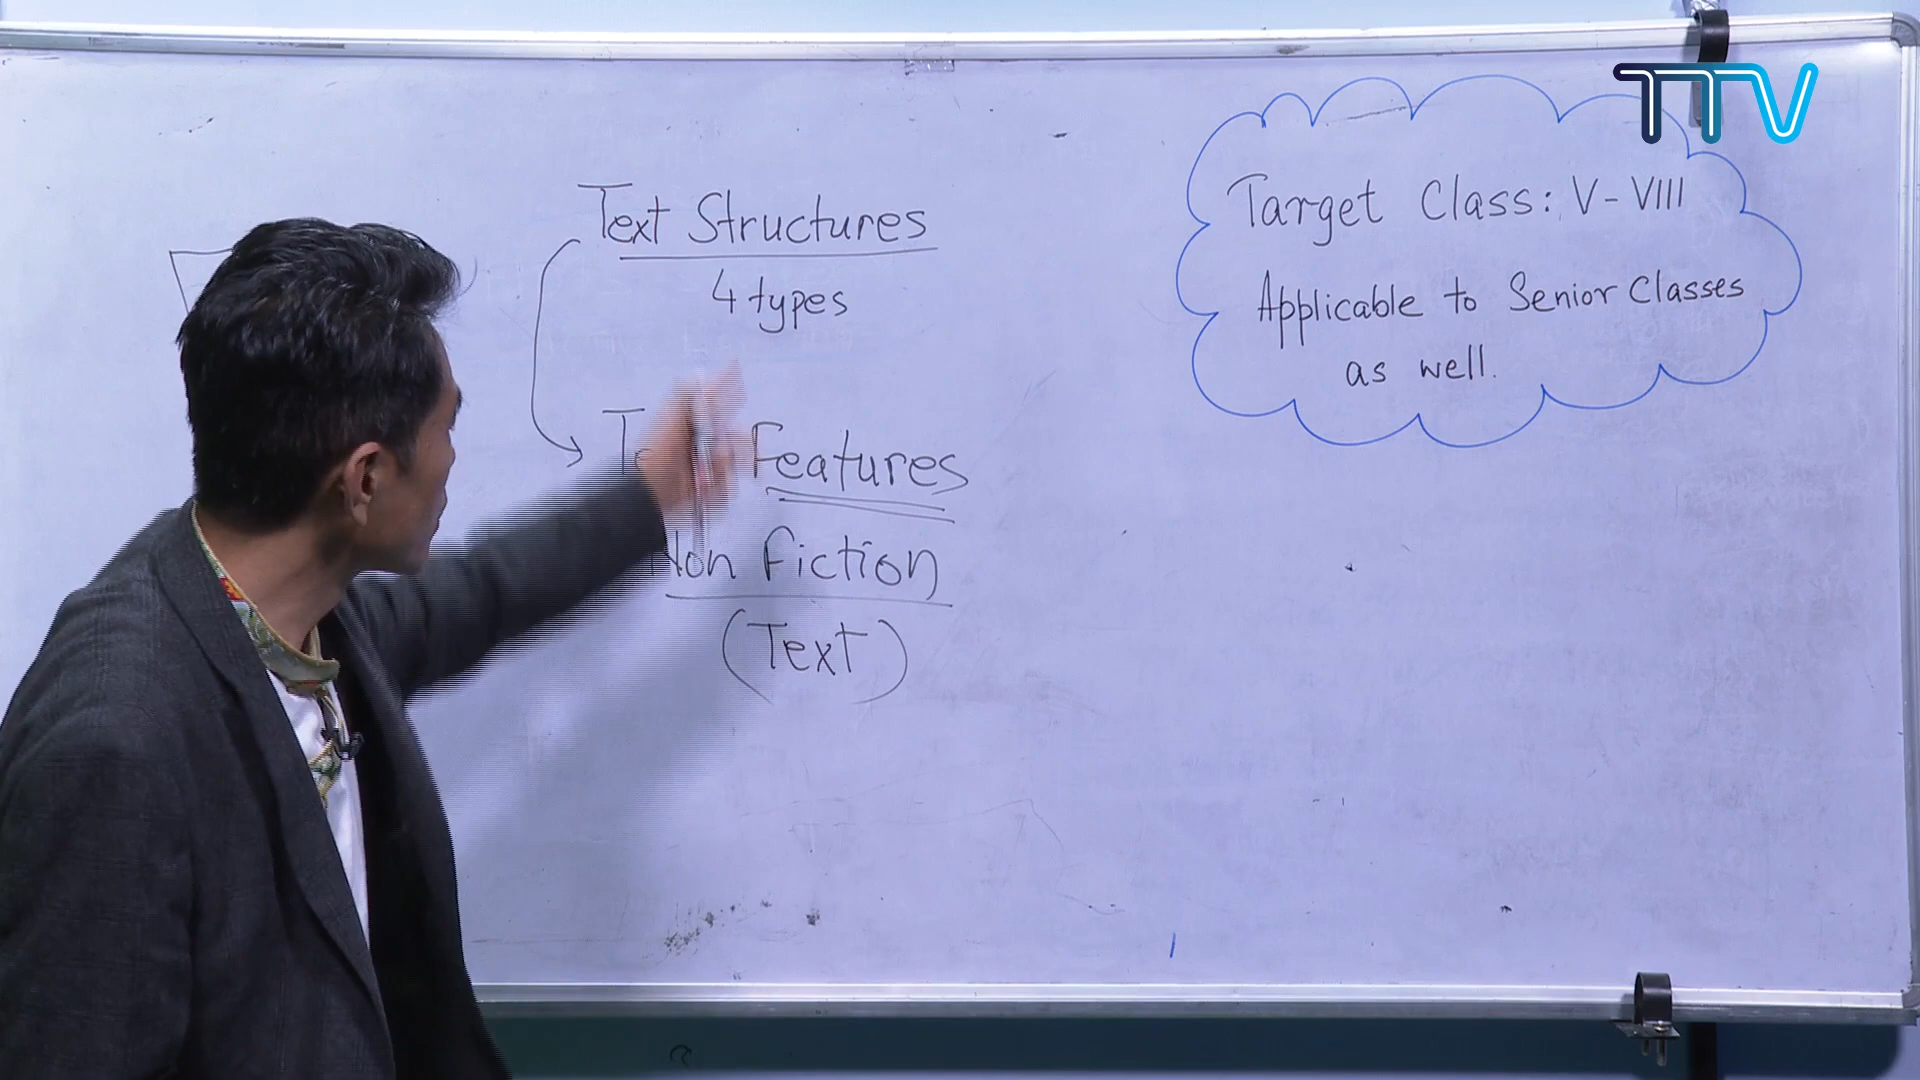 Text Structures
4 types
Features
Non Fiction
(Text)
TTV
Target Class: V-VIII
Applicable to Senior Classes
as well.